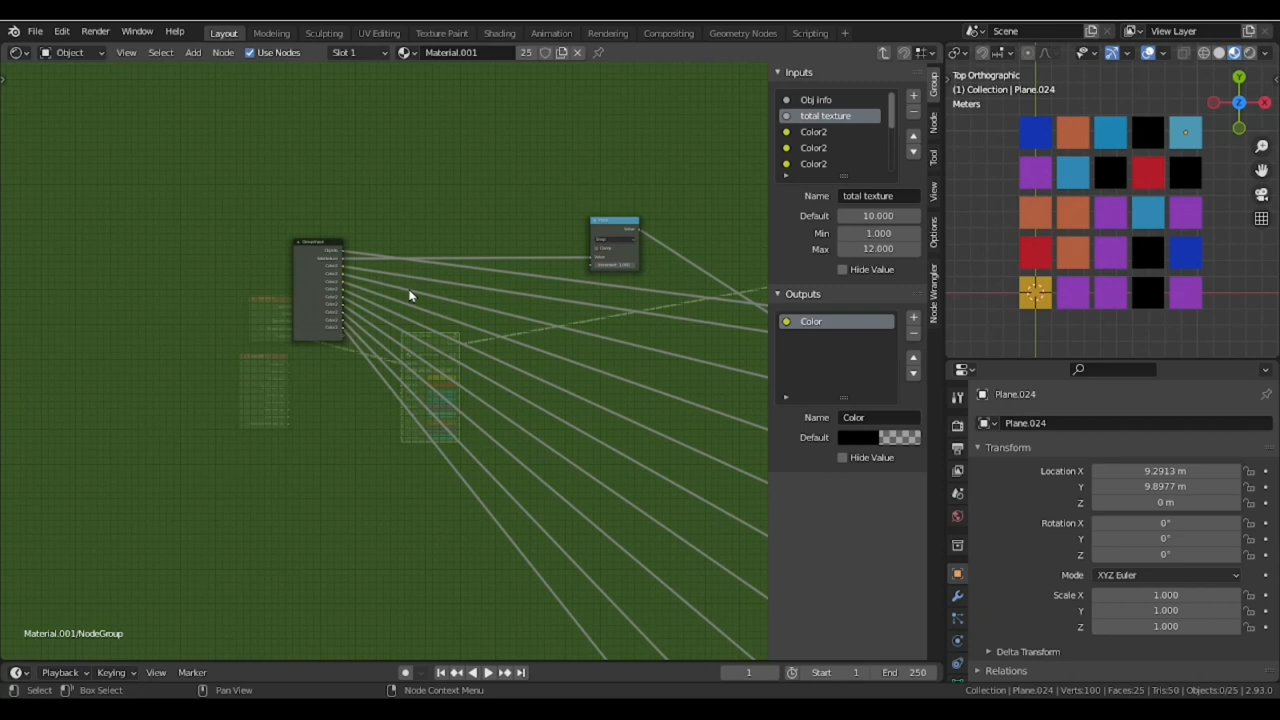 File Edit Render Window Help Layout Modeling Sculpting UV Editing Texture Paint Shading Animation Rendering Compositing Geometry Nodes Scripting + Scene View Layer
Object View Select Add Node Use Nodes Slot 1 Material.001 25
Inputs
Obj info
total texture
Color2
Color2
Color2
Name total texture
Default 10.000
Min 1.000
Max 12.000
Hide Value
Outputs
Color
Name Color
Default
Hide Value
Group
Node
Tool
View
Options
Node Wrangler
Top Orthographic
(1) Collection | Plane.024
Meters
Y
Z
X
Plane.024
Plane.024
Transform
Location X 9.2913 m
Y 9.8977 m
Z 0 m
Rotation X 0°
Y 0°
Z 0°
Mode XYZ Euler
Scale X 1.000
Y 1.000
Z 1.000
Delta Transform
Relations
Material.001/NodeGroup
Playback Keying View Marker 1 Start 1 End 250
Select Box Select Pan View Node Context Menu Collection | Plane.024 | Verts:100 | Faces:25 | Tris:50 | Objects:0/25 | 2.93.0